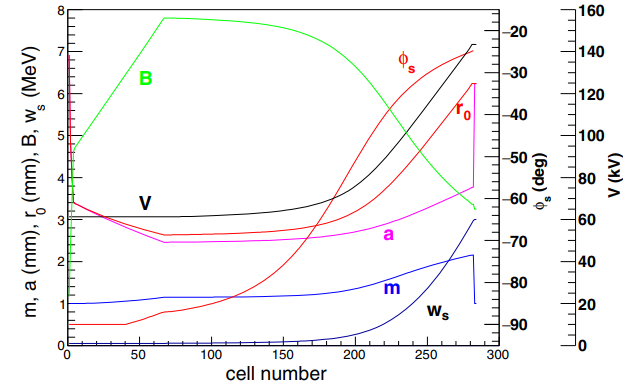 m, a (mm), r0 (mm), B, ws (MeV)
8
7
6
5
4
3
2
1
0
0 50 100 150 200 250 300
cell number
B
V
ϕs
r0
a
m
ws
−20
−30
−40
−50
−60
−70
−80
−90
ϕs (deg)
160
140
120
100
80
60
40
20
0
V (kV)